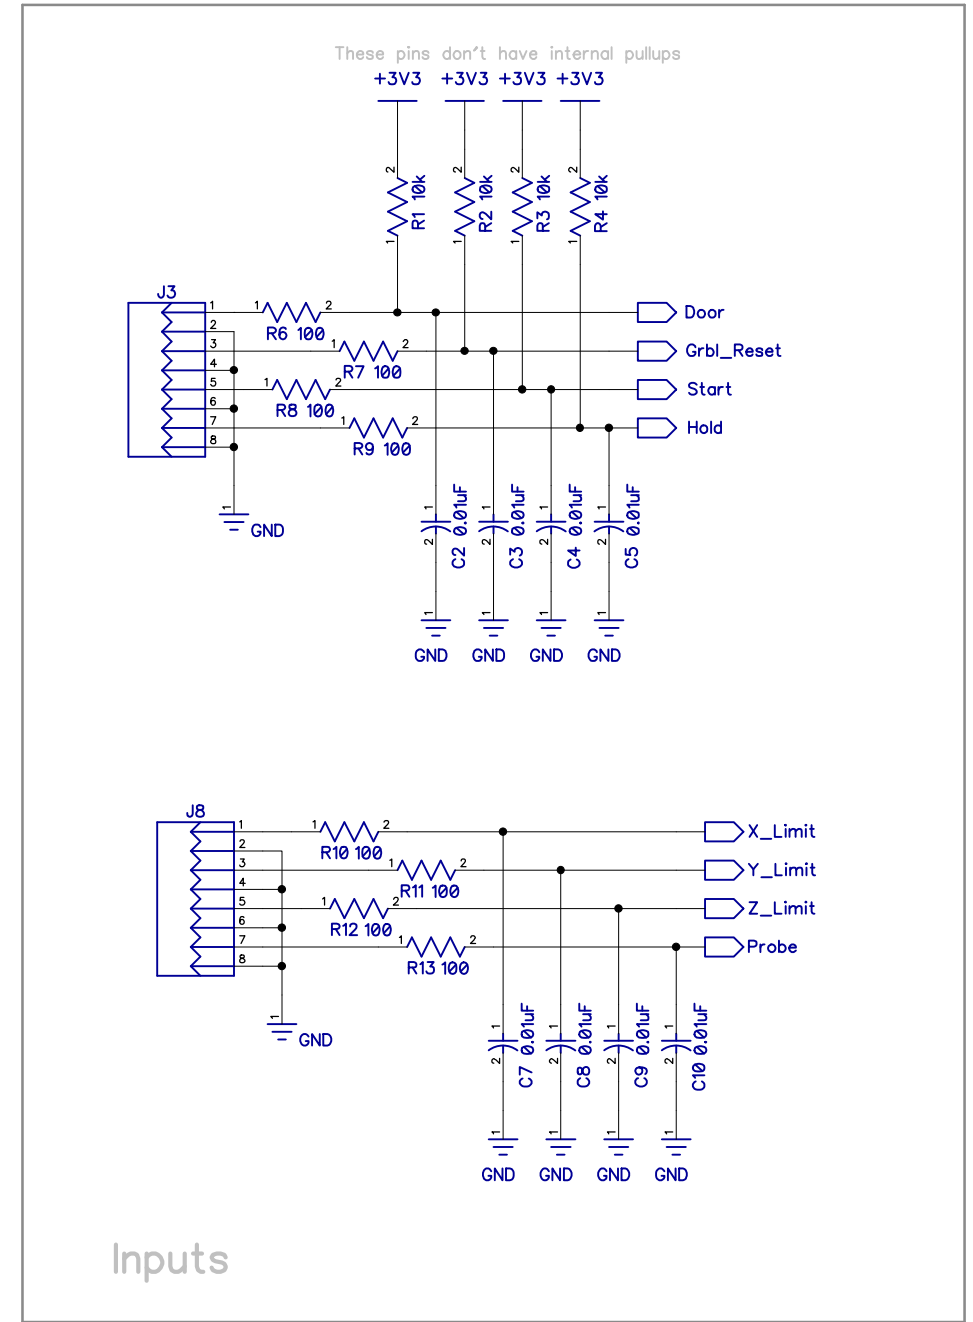 These pins don't have internal pullups
+3V3 +3V3 +3V3 +3V3
2 2 2 2
R1 10k R2 10k R3 10k R4 10k
1 1 1 1
J3
1 1 2 Door
R6 100
2
3 1 2 Grbl_Reset
R7 100
4
5 1 2 Start
R8 100
6
7 1 2 Hold
R9 100
8
1
GND
1 1 1 1
C2 0.01uF C3 0.01uF C4 0.01uF C5 0.01uF
2 2 2 2
1 1 1 1
GND GND GND GND
J8
1 1 2 X_Limit
R10 100
2
3 1 2 Y_Limit
R11 100
4
5 1 2 Z_Limit
R12 100
6
7 1 2 Probe
R13 100
8
1
GND
1 1 1 1
C7 0.01uF C8 0.01uF C9 0.01uF C10 0.01uF
2 2 2 2
1 1 1 1
GND GND GND GND
Inputs